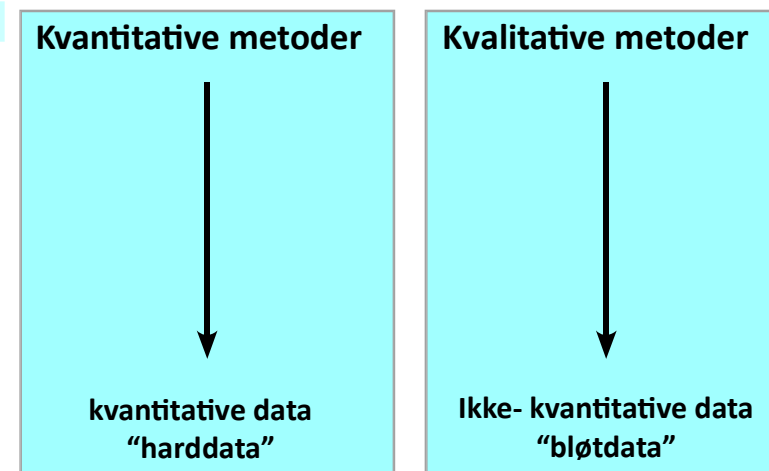 Kvantitative metoder
kvantitative data
“harddata”
Kvalitative metoder
Ikke- kvantitative data
“bløtdata”